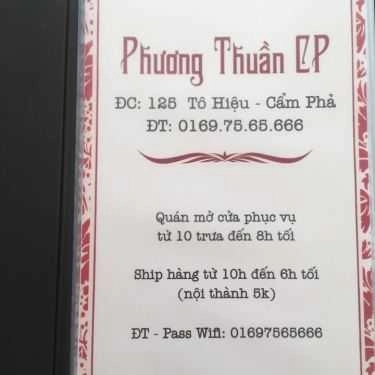 Phương Thuần CP
ĐC: 125 Tô Hiệu - Cẩm Phả
ĐT: 0169.75.65.666
Quán mở cửa phục vụ
từ 10 trưa đến 8h tối
Ship hàng từ 10h đến 6h tối
(nội thành 5k)
ĐT - Pass Wifi: 01697565666